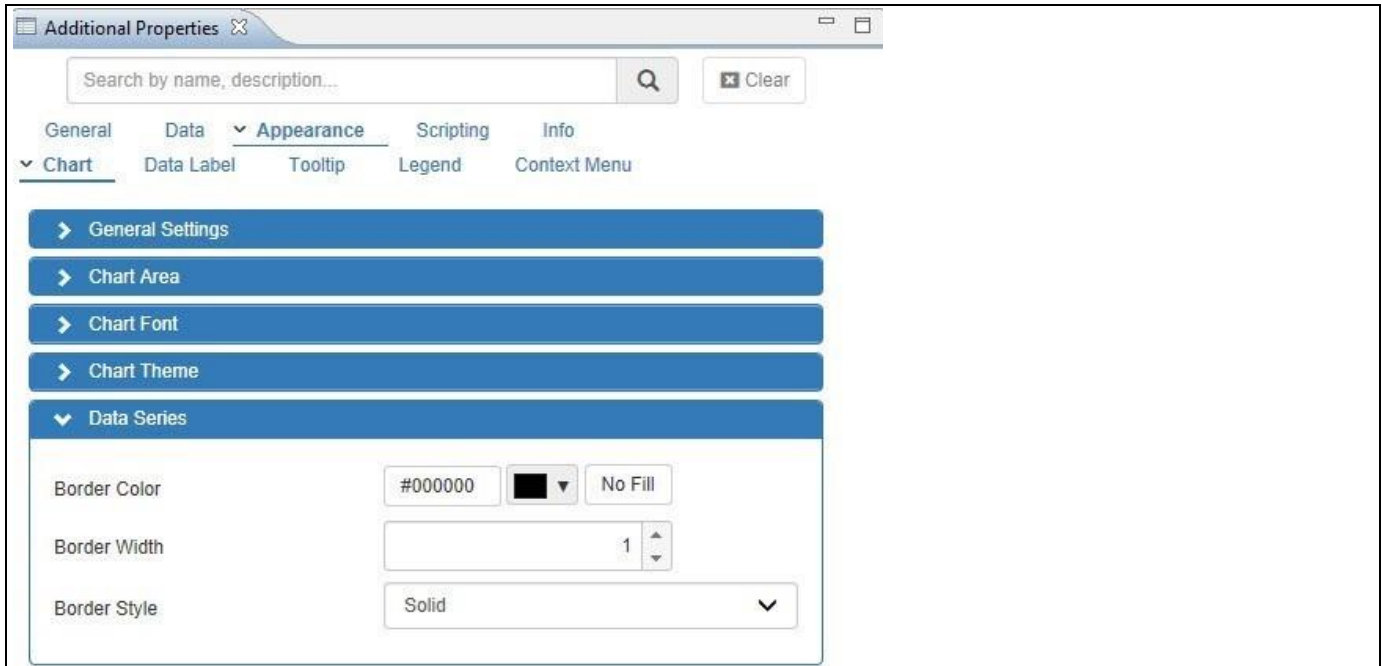 Additional Properties
Search by name, description...
Clear
General Data Appearance Scripting Info
Chart Data Label Tooltip Legend Context Menu
General Settings
Chart Area
Chart Font
Chart Theme
Data Series
Border Color #000000 No Fill
Border Width 1
Border Style Solid